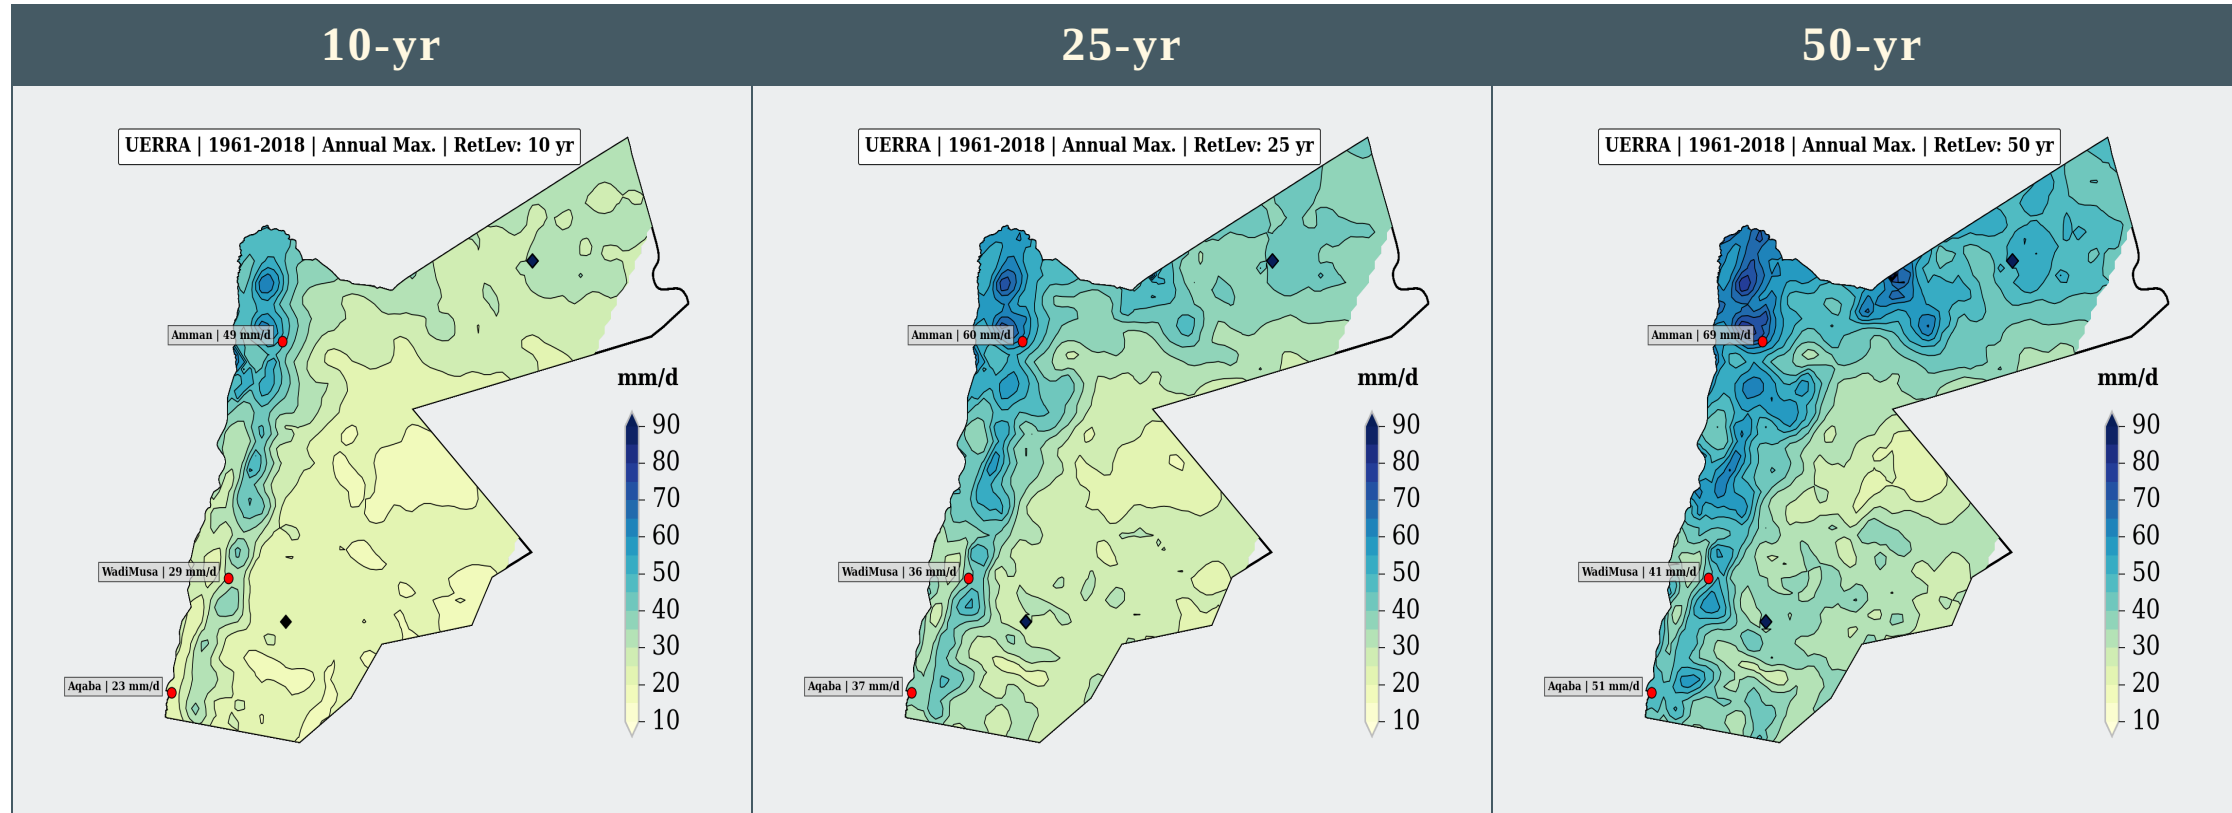 10-yr
25-yr
50-yr
UERRA | 1961-2018 | Annual Max. | RetLev: 10 yr
Amman | 49 mm/d
WadiMusa | 29 mm/d
Aqaba | 23 mm/d
mm/d
90
80
70
60
50
40
30
20
10
UERRA | 1961-2018 | Annual Max. | RetLev: 25 yr
Amman | 60 mm/d
WadiMusa | 36 mm/d
Aqaba | 37 mm/d
mm/d
90
80
70
60
50
40
30
20
10
UERRA | 1961-2018 | Annual Max. | RetLev: 50 yr
Amman | 69 mm/d
WadiMusa | 41 mm/d
Aqaba | 51 mm/d
mm/d
90
80
70
60
50
40
30
20
10